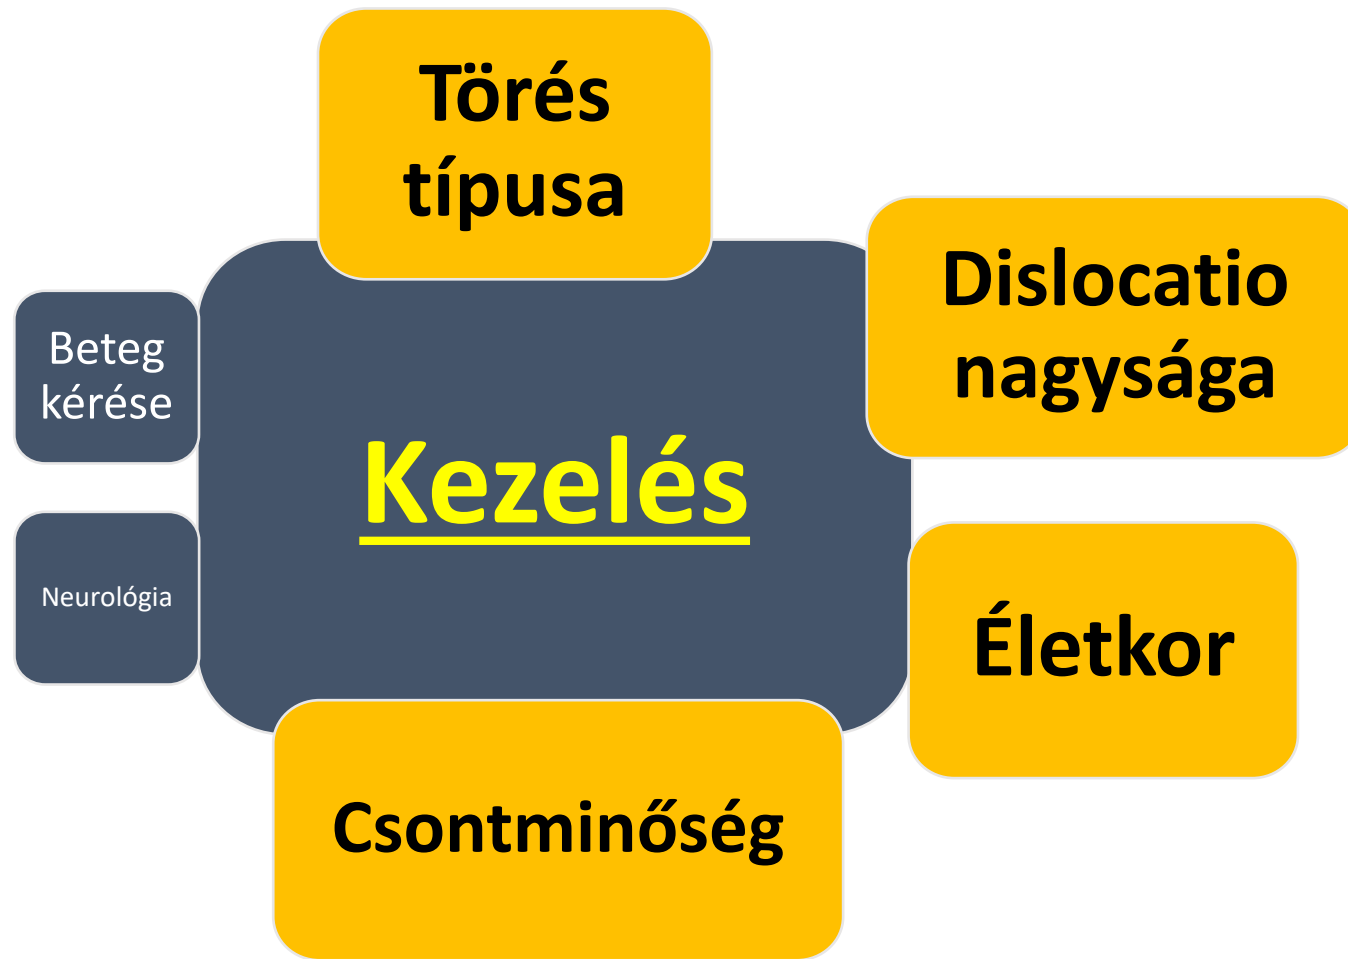 Törés
típusa
Dislocatio
nagysága
Beteg
kérése
Kezelés
Neurológia
Életkor
Csontminőség